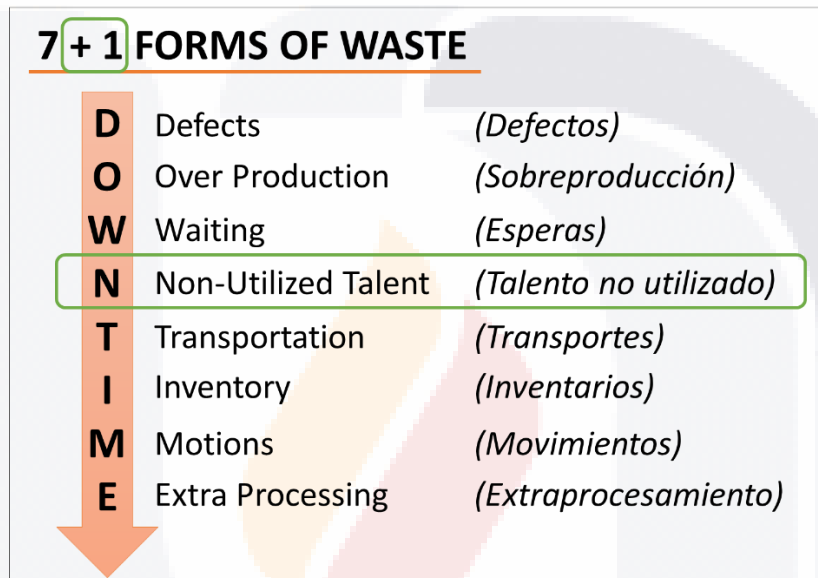 7 + 1 FORMS OF WASTE
D Defects (Defectos)
O Over Production (Sobreproducción)
W Waiting (Esperas)
N Non-Utilized Talent (Talento no utilizado)
T Transportation (Transportes)
I Inventory (Inventarios)
M Motions (Movimientos)
E Extra Processing (Extraprocesamiento)